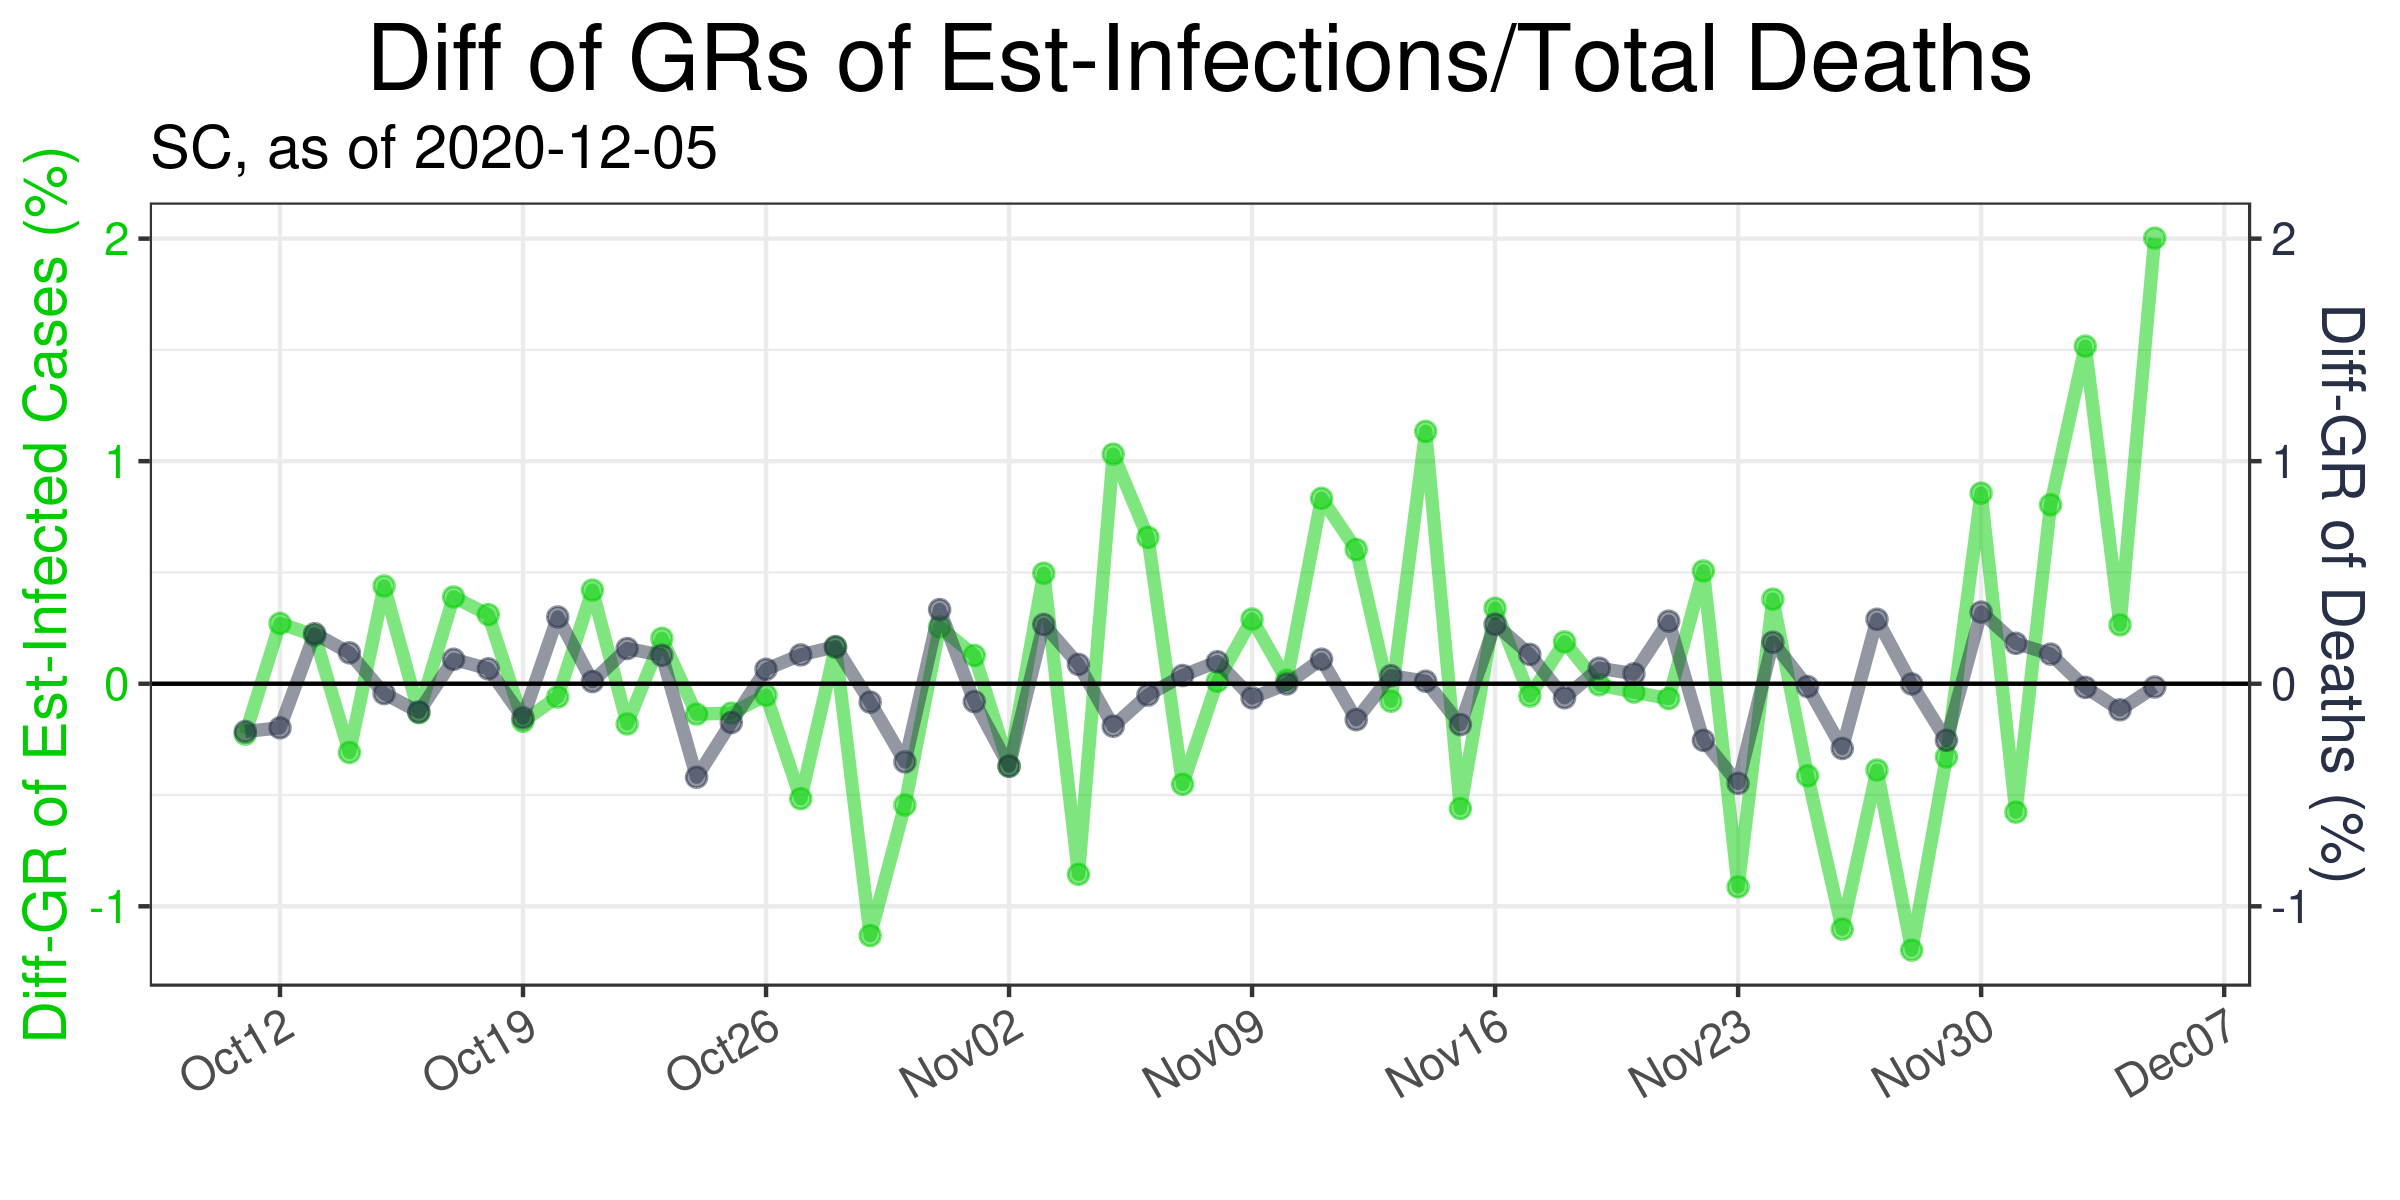 Diff of GRs of Est-Infections/Total Deaths
SC, as of 2020-12-05
Diff-GR of Est-Infected Cases (%)
2
1
0
-1
2
1
0
-1
Diff-GR of Deaths (%)
Oct12
Oct19
Oct26
Nov02
Nov09
Nov16
Nov23
Nov30
Dec07